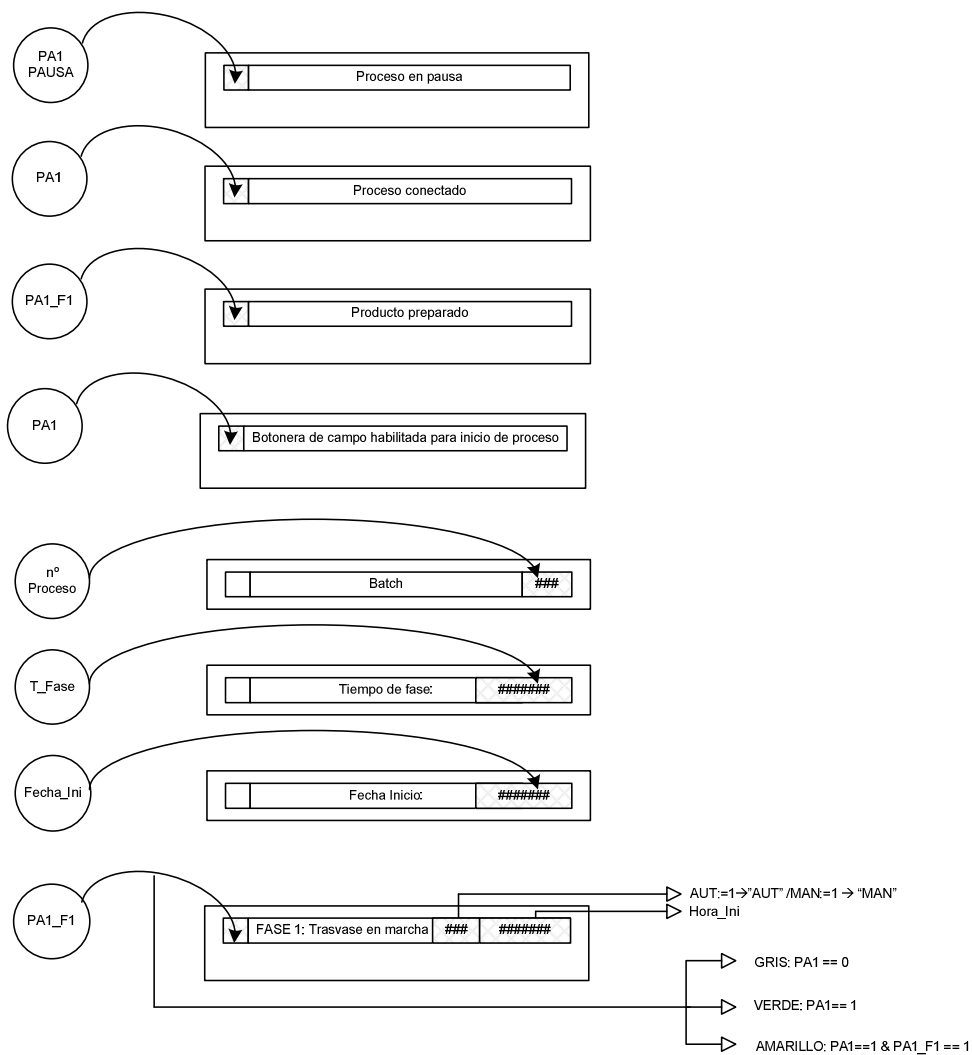 PA1
PAUSA
Proceso en pausa
PA1
Proceso conectado
PA1_F1
Producto preparado
PA1
Botonera de campo habilitada para inicio de proceso
nº
Proceso
Batch
###
T_Fase
Tiempo de fase:
#######
Fecha_Ini
Fecha Inicio:
#######
PA1_F1
FASE 1: Trasvase en marcha
###
#######
AUT:=1→”AUT” /MAN:=1 → “MAN”
Hora_Ini
GRIS: PA1 == 0
VERDE: PA1== 1
AMARILLO: PA1==1 & PA1_F1 == 1